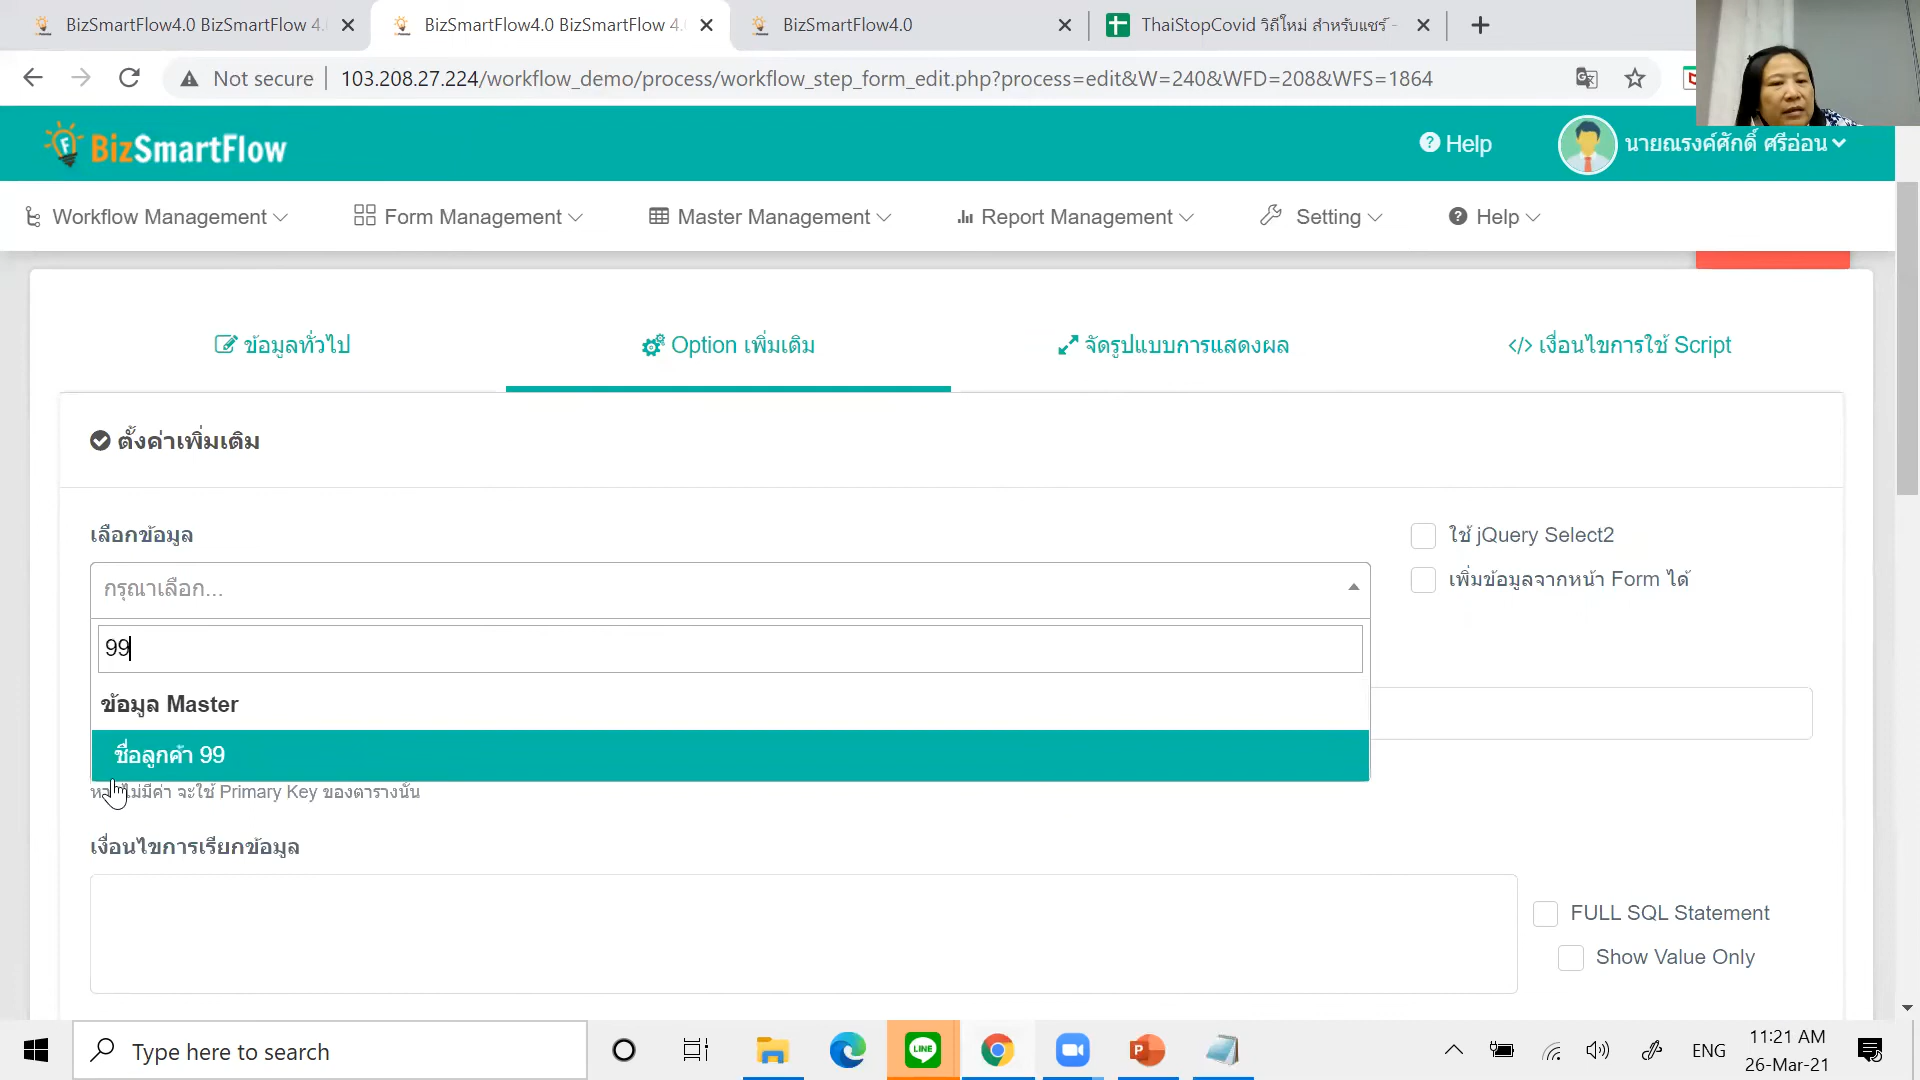 BizSmartFlow4.0 BizSmartFlow 4.
BizSmartFlow4.0 BizSmartFlow 4.
BizSmartFlow4.0
ThaiStopCovid วิถีใหม่ สำหรับแชร์ -
Not secure
103.208.27.224/workflow_demo/process/workflow_step_form_edit.php?process=edit&W=240&WFD=208&WFS=1864
BizSmartFlow
Help
นายณรงค์ศักดิ์ ศรีอ่อน
Workflow Management
Form Management
Master Management
Report Management
Setting
Help
ข้อมูลทั่วไป
Option เพิ่มเติม
จัดรูปแบบการแสดงผล
</> เงื่อนไขการใช้ Script
ตั้งค่าเพิ่มเติม
เลือกข้อมูล
ใช้ jQuery Select2
กรุณาเลือก...
เพิ่มข้อมูลจากหน้า Form ได้
99
ข้อมูล Master
ชื่อลูกค้า 99
ไม่มีค่า จะใช้ Primary Key ของตารางนั้น
เงื่อนไขการเรียกข้อมูล
FULL SQL Statement
Show Value Only
Type here to search
LINE
ENG
11:21 AM
26-Mar-21